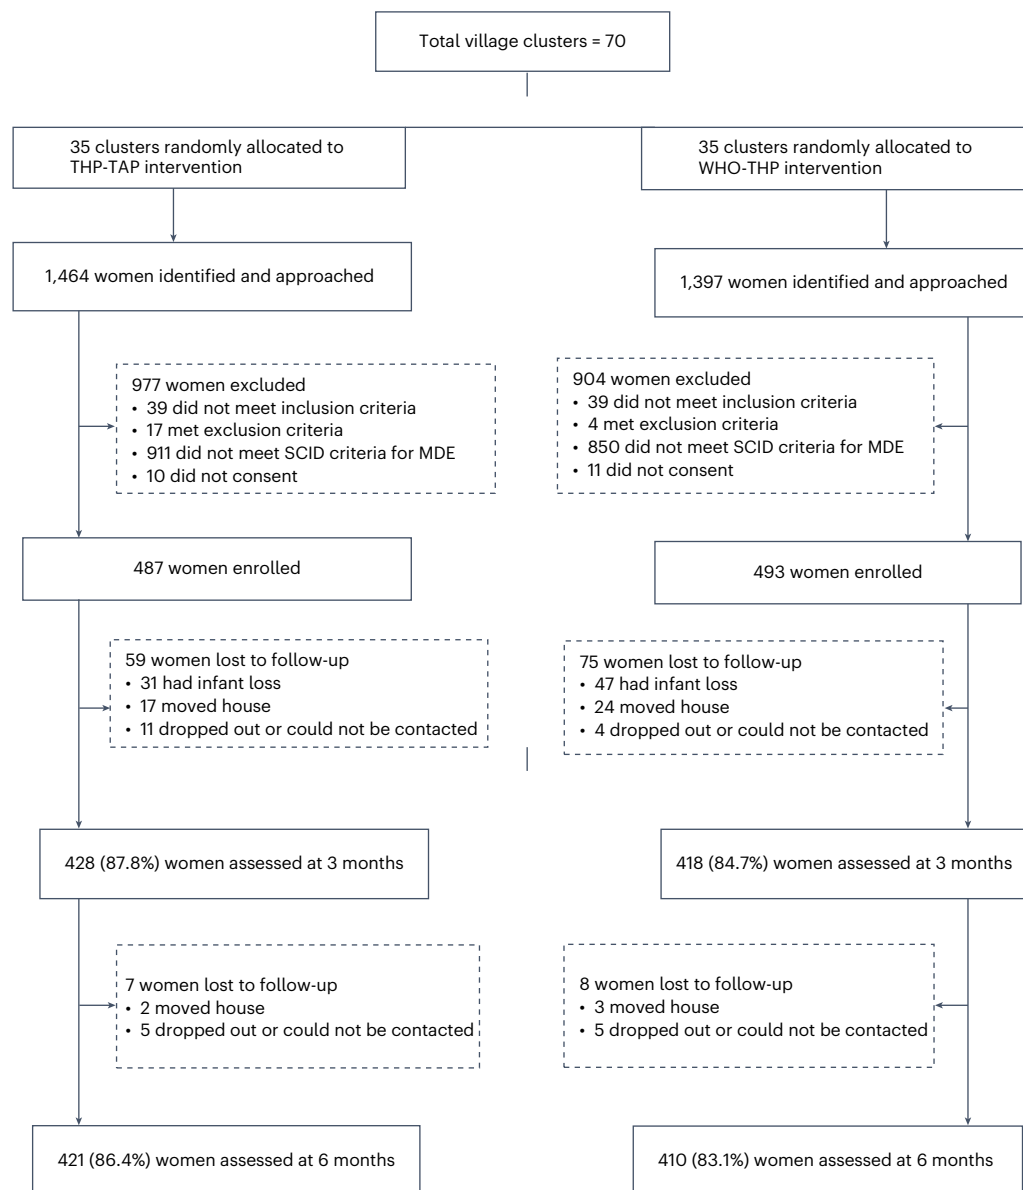 Total village clusters = 70
35 clusters randomly allocated to
THP-TAP intervention
35 clusters randomly allocated to
WHO-THP intervention
1,464 women identified and approached
1,397 women identified and approached
977 women excluded
• 39 did not meet inclusion criteria
• 17 met exclusion criteria
• 911 did not meet SCID criteria for MDE
• 10 did not consent
904 women excluded
• 39 did not meet inclusion criteria
• 4 met exclusion criteria
• 850 did not meet SCID criteria for MDE
• 11 did not consent
487 women enrolled
493 women enrolled
59 women lost to follow-up
• 31 had infant loss
• 17 moved house
• 11 dropped out or could not be contacted
75 women lost to follow-up
• 47 had infant loss
• 24 moved house
• 4 dropped out or could not be contacted
428 (87.8%) women assessed at 3 months
418 (84.7%) women assessed at 3 months
7 women lost to follow-up
• 2 moved house
• 5 dropped out or could not be contacted
8 women lost to follow-up
• 3 moved house
• 5 dropped out or could not be contacted
421 (86.4%) women assessed at 6 months
410 (83.1%) women assessed at 6 months